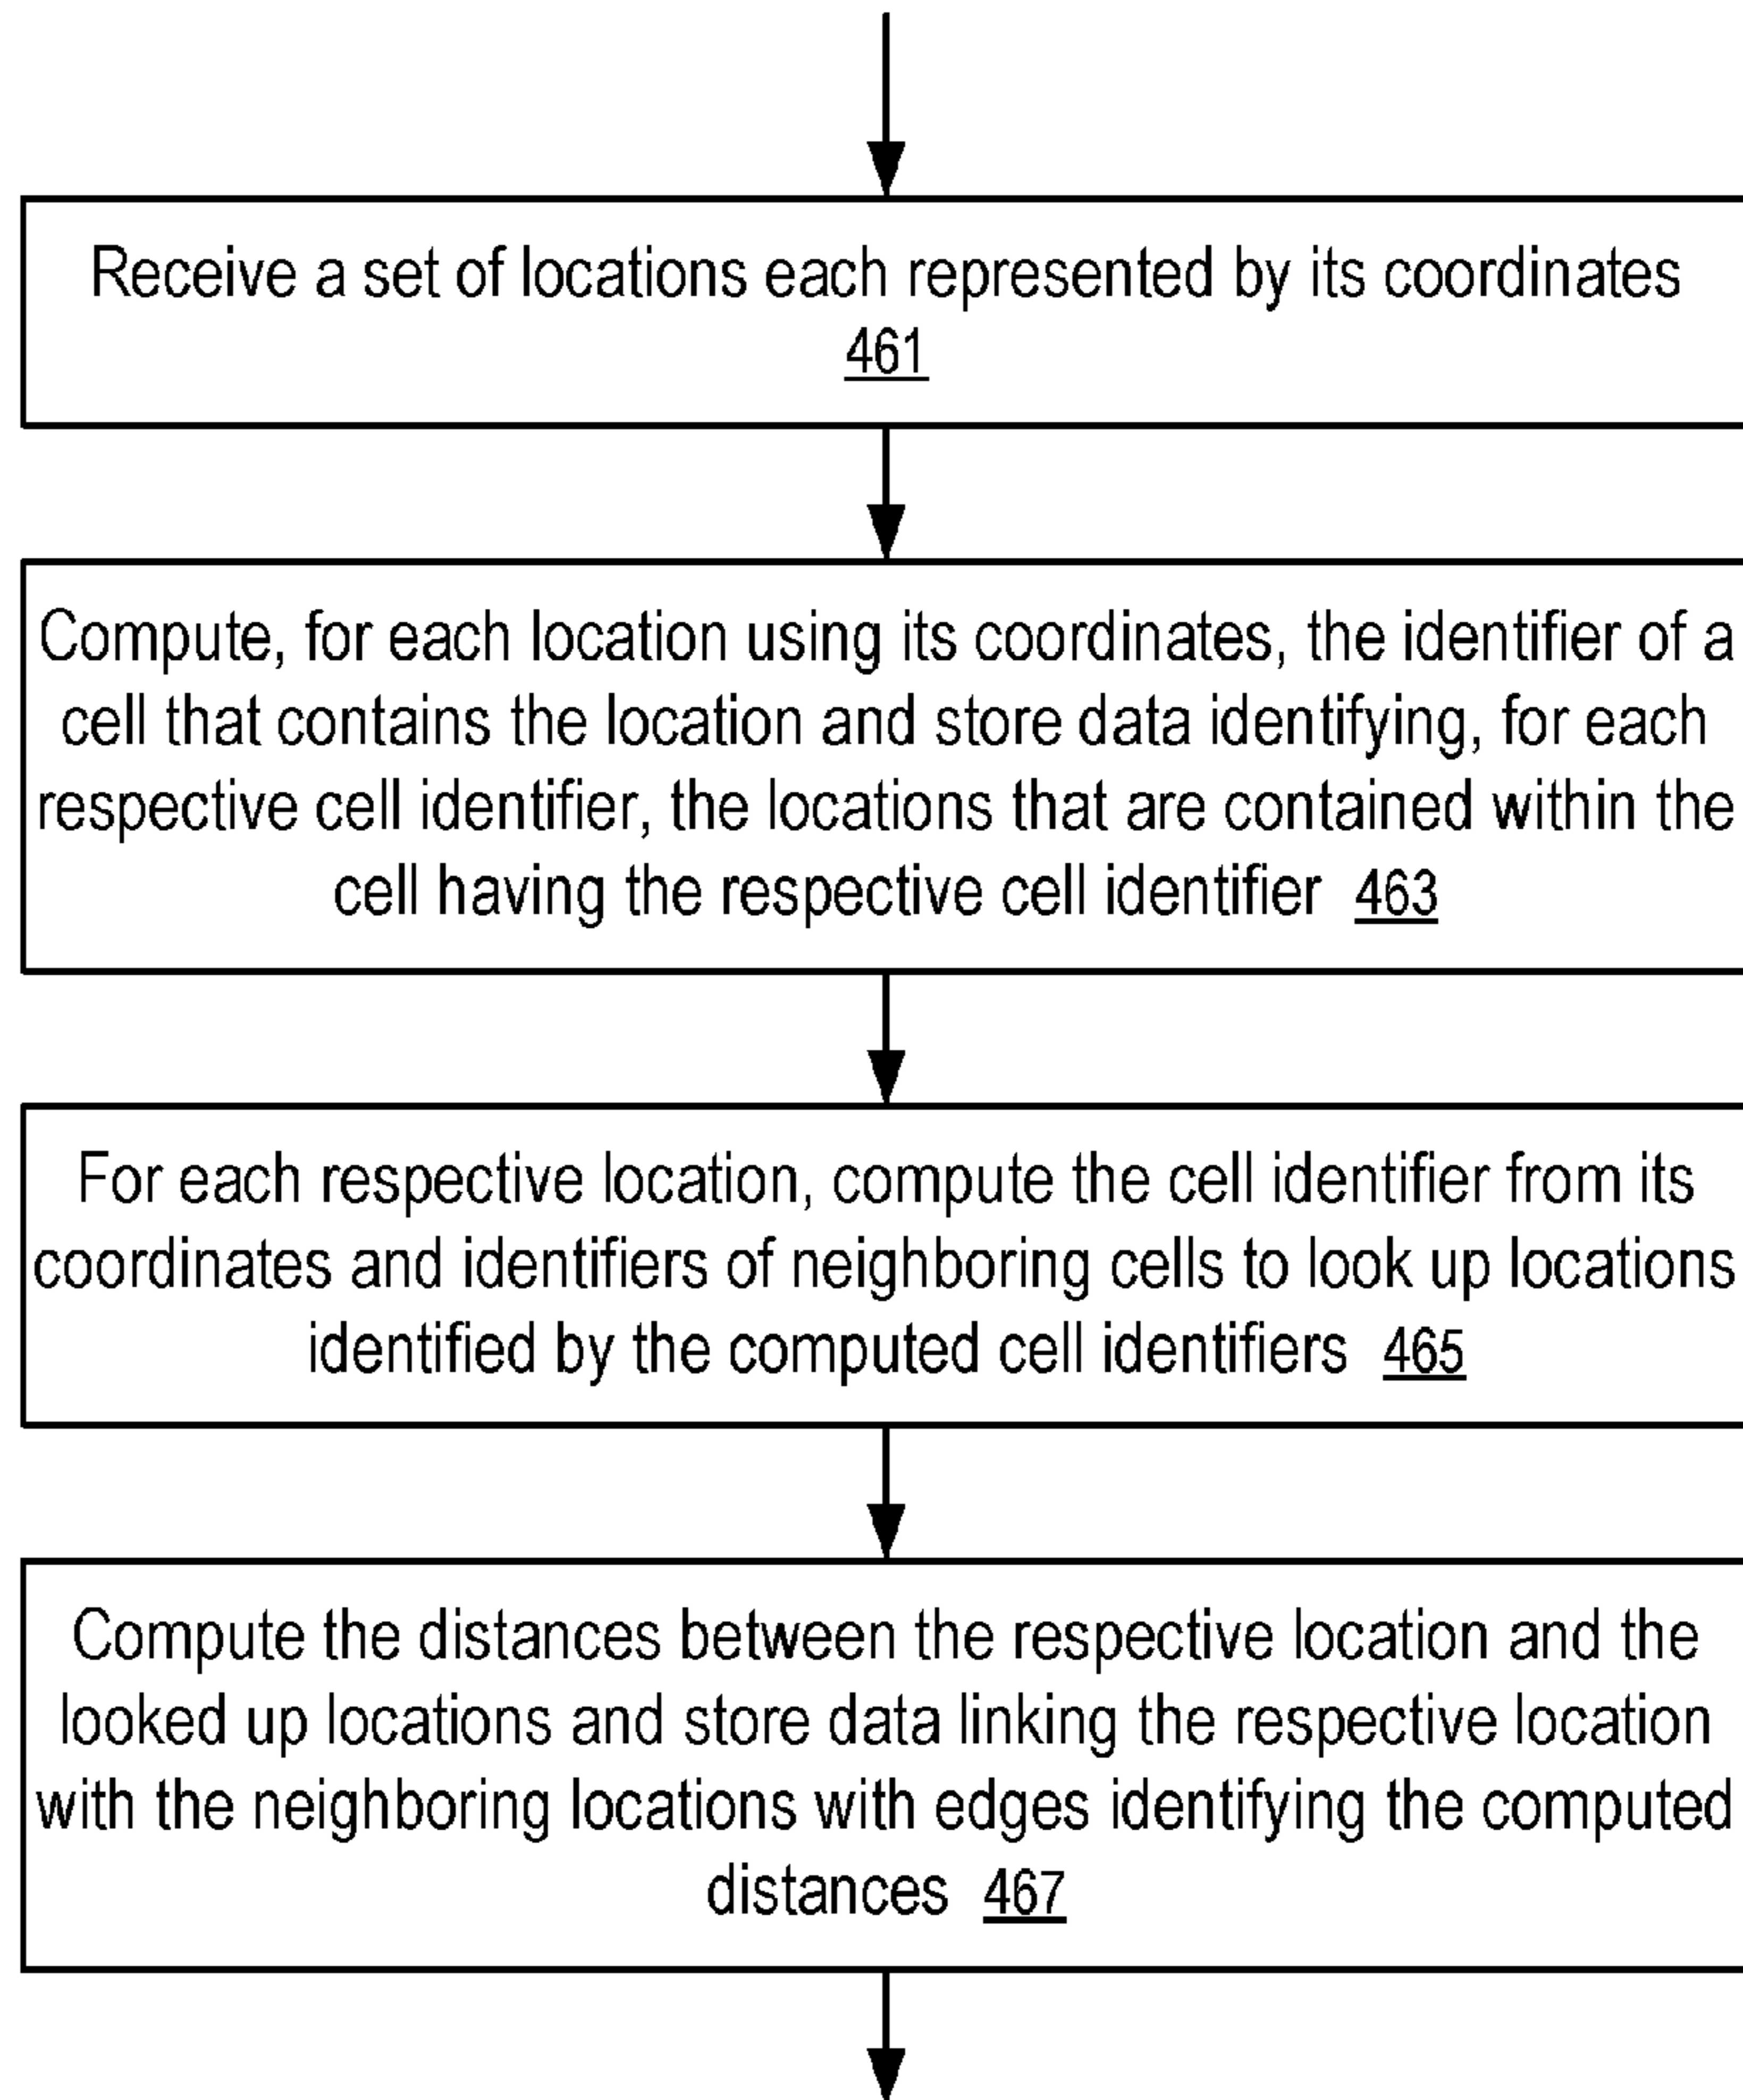 Receive a set of locations each represented by its coordinates
461
Compute, for each location using its coordinates, the identifier of a
cell that contains the location and store data identifying, for each
respective cell identifier, the locations that are contained within the
cell having the respective cell identifier 463
For each respective location, compute the cell identifier from its
coordinates and identifiers of neighboring cells to look up locations
identified by the computed cell identifiers 465
Compute the distances between the respective location and the
looked up locations and store data linking the respective location
with the neighboring locations with edges identifying the computed
distances 467